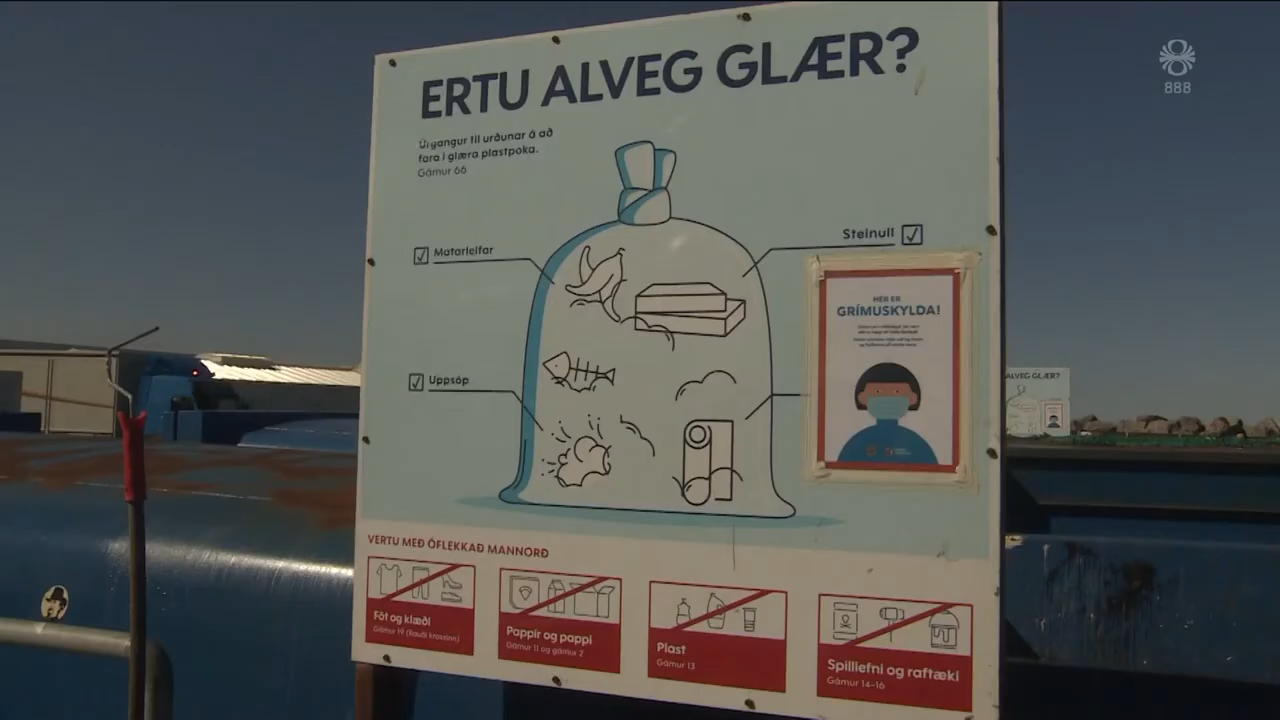 ERTU ALVEG GLÆR?
Úrgangur til urðunar á að
fara í glæra plastpoka.
Gámur 66
888
Matarleifar
Steinull
Uppsóp
HÉR ER
GRÍMUSKYLDA!
ALVEG GLÆR?
VERTU MEÐ ÓFLEKKAÐ MANNORÐ
Föt og klæði
Gámur 19 (Rauði krossinn)
Pappír og pappi
Gámur 11 og gámur 2
Plast
Gámur 13
Spilliefni og raftæki
Gámur 14-16